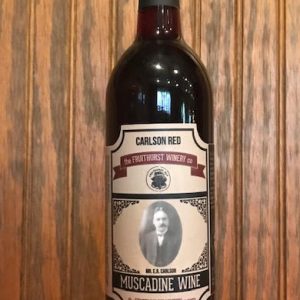 CARLSON RED
the FRUITHURST WINERY co
MR. C.A. CARLSON
MUSCADINE WINE